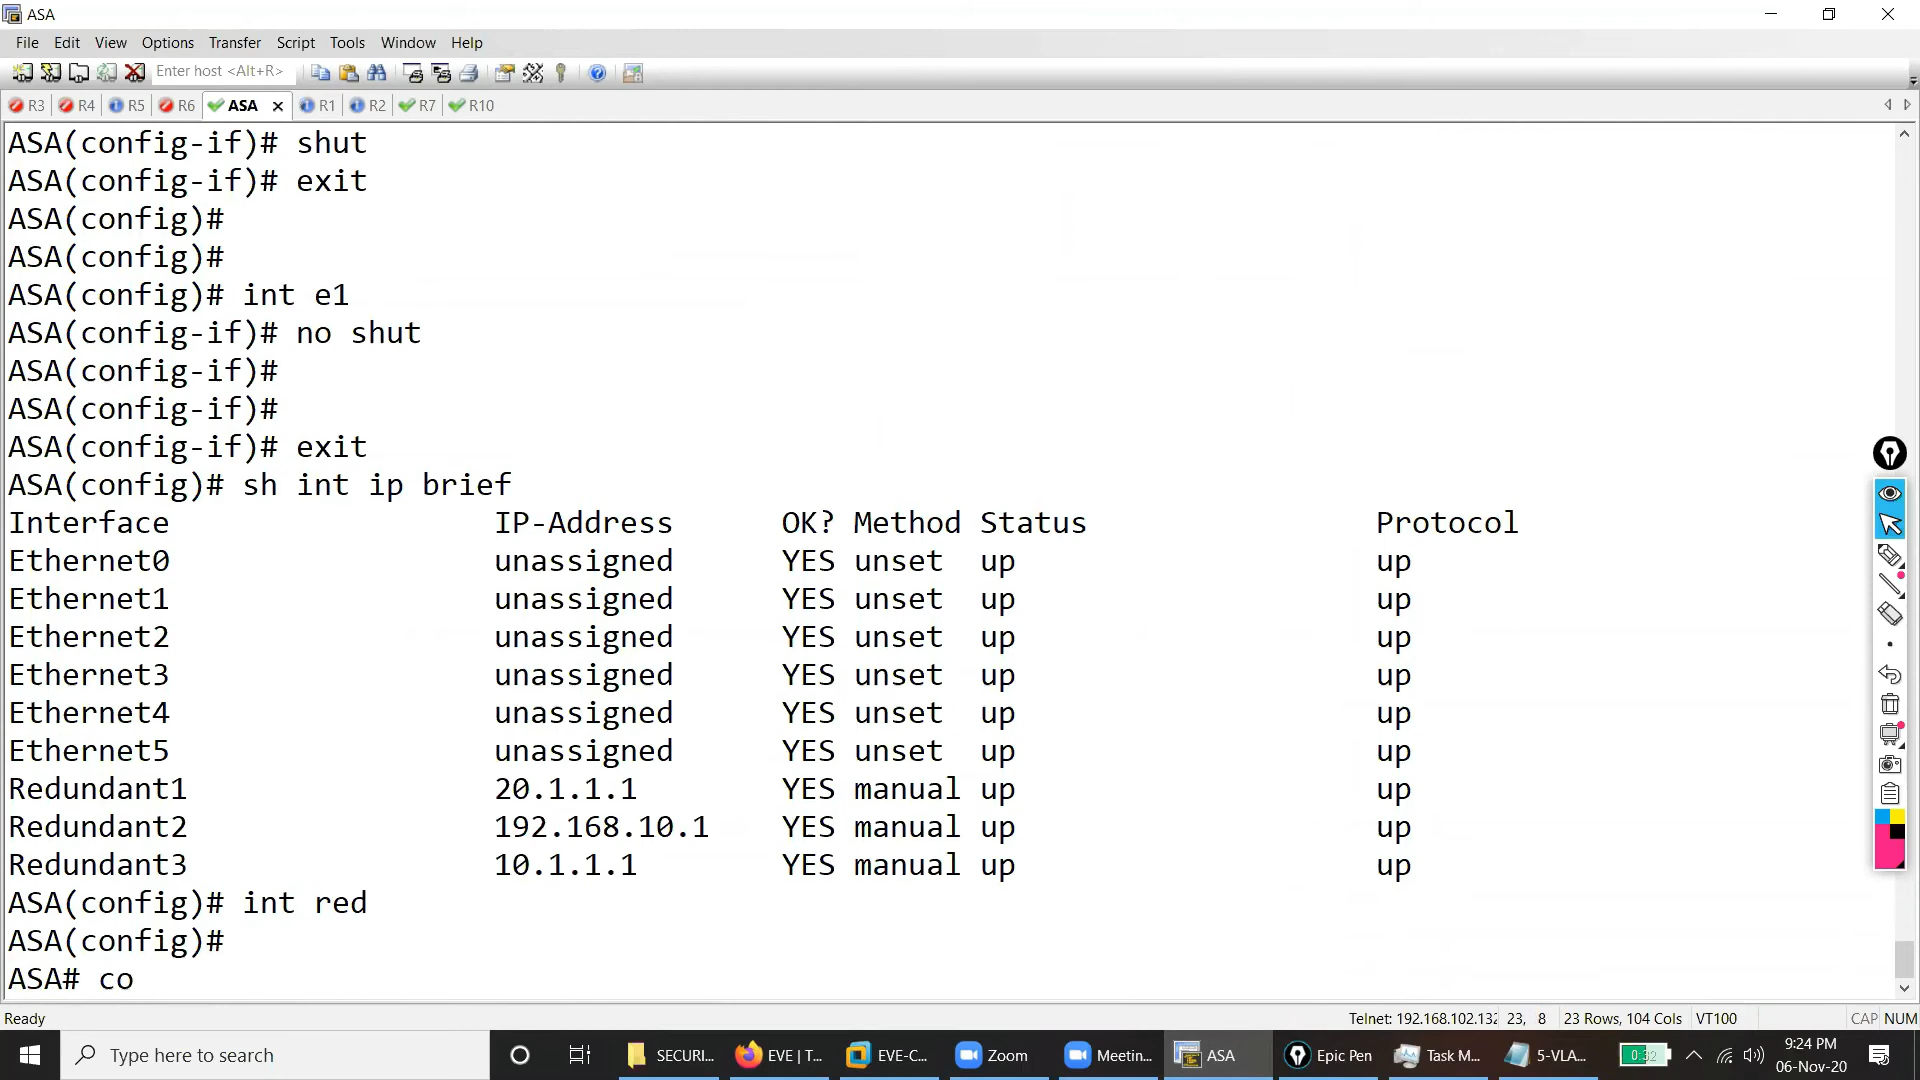 ASA
File Edit View Options Transfer Script Tools Window Help
Enter host <Alt+R>
R3 R4 R5 R6 ASA R1 R2 R7 R10
ASA(config-if)# shut
ASA(config-if)# exit
ASA(config)#
ASA(config)#
ASA(config)# int e1
ASA(config-if)# no shut
ASA(config-if)#
ASA(config-if)#
ASA(config-if)# exit
ASA(config)# sh int ip brief
Interface IP-Address OK? Method Status Protocol
Ethernet0 unassigned YES unset up up
Ethernet1 unassigned YES unset up up
Ethernet2 unassigned YES unset up up
Ethernet3 unassigned YES unset up up
Ethernet4 unassigned YES unset up up
Ethernet5 unassigned YES unset up up
Redundant1 20.1.1.1 YES manual up up
Redundant2 192.168.10.1 YES manual up up
Redundant3 10.1.1.1 YES manual up up
ASA(config)# int red
ASA(config)#
ASA# co
Ready Telnet: 192.168.102.132 23, 8 23 Rows, 104 Cols VT100 CAP NUM
Type here to search SECURI... EVE | T... EVE-C... Zoom Meetin... ASA Epic Pen Task M... 5-VLA... 0:32 9:24 PM
06-Nov-20